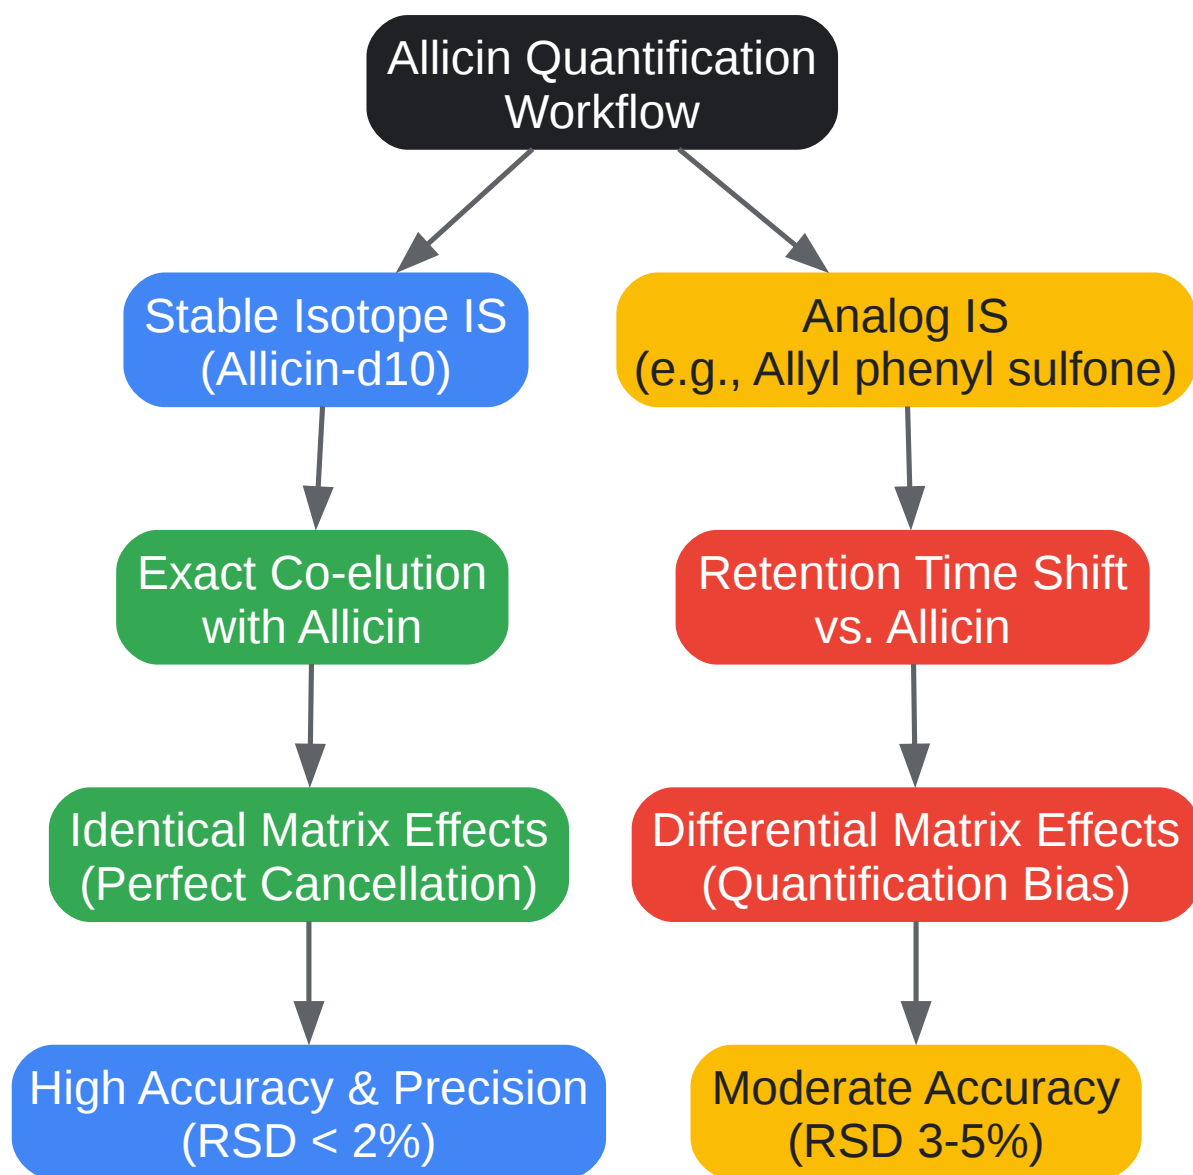 Allicin Quantification
Workflow
Stable Isotope IS
(Allicin-d10)
Analog IS
(e.g., Allyl phenyl sulfone)
Exact Co-elution
with Allicin
Retention Time Shift
vs. Allicin
Identical Matrix Effects
(Perfect Cancellation)
Differential Matrix Effects
(Quantification Bias)
High Accuracy & Precision
(RSD < 2%)
Moderate Accuracy
(RSD 3-5%)